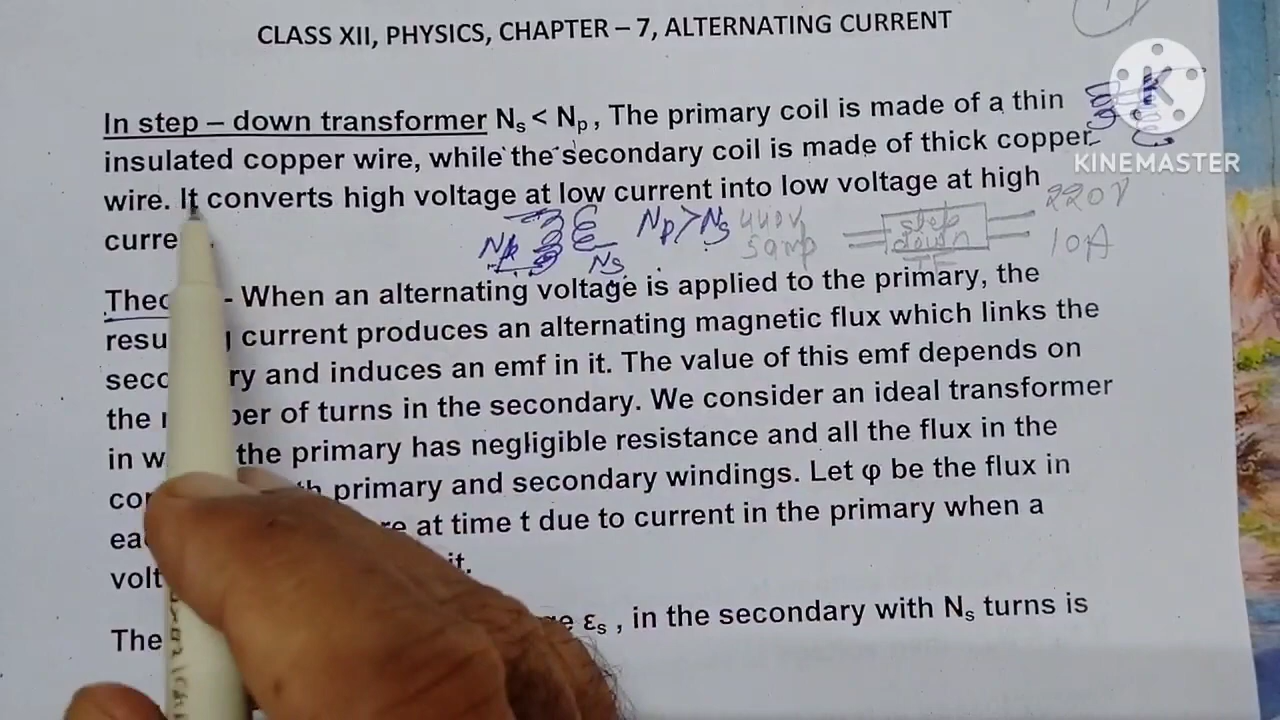 CLASS XII, PHYSICS, CHAPTER – 7, ALTERNATING CURRENT
In step – down transformer Ns < Np , The primary coil is made of a thin
insulated copper wire, while the secondary coil is made of thick copper
KINEMASTER
wire. It converts high voltage at low current into low voltage at high
curre
Np Ns Np > Ns 440V 5amp step down 220V 10A
- When an alternating voltage is applied to the primary, the
current produces an alternating magnetic flux which links the
and induces an emf in it. The value of this emf depends on
the of turns in the secondary. We consider an ideal transformer
in the primary has negligible resistance and all the flux in the
primary and secondary windings. Let φ be the flux in
at time t due to current in the primary when a
volt it.
The εs , in the secondary with Ns turns is